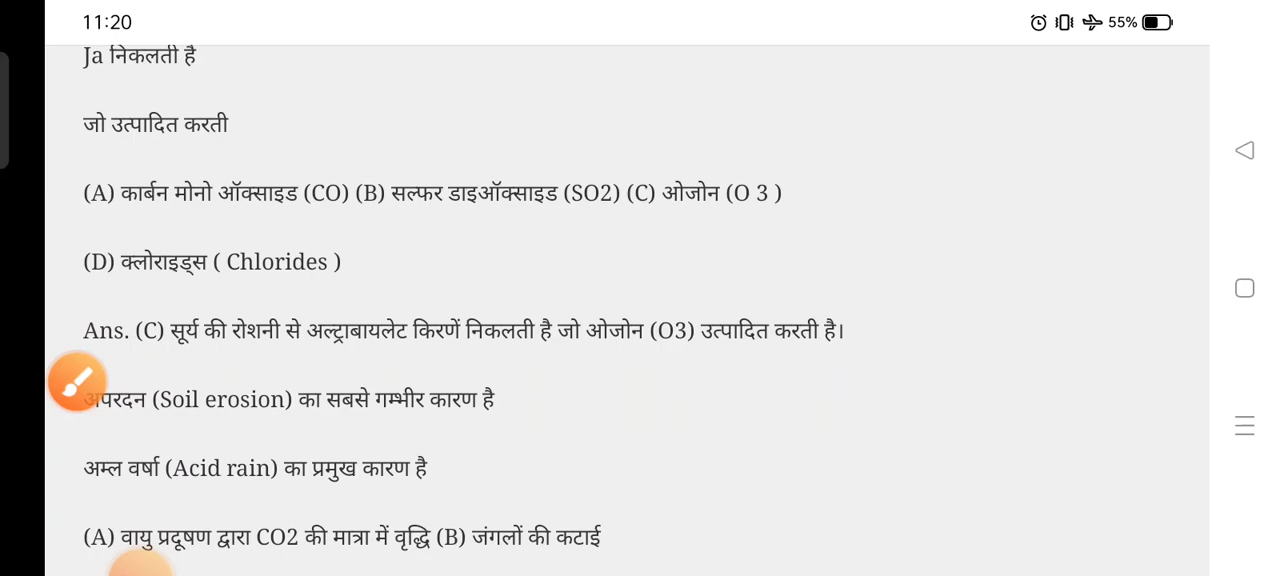 11:20
55%
Ja निकलती है
जो उत्पादित करती
(A) कार्बन मोनो ऑक्साइड (CO) (B) सल्फर डाइऑक्साइड (SO2) (C) ओजोन (O 3 )
(D) क्लोराइड्स ( Chlorides )
Ans. (C) सूर्य की रोशनी से अल्ट्राबायलेट किरणें निकलती है जो ओजोन (O3) उत्पादित करती है।
अपरदन (Soil erosion) का सबसे गम्भीर कारण है
अम्ल वर्षा (Acid rain) का प्रमुख कारण है
(A) वायु प्रदूषण द्वारा CO2 की मात्रा में वृद्धि (B) जंगलों की कटाई